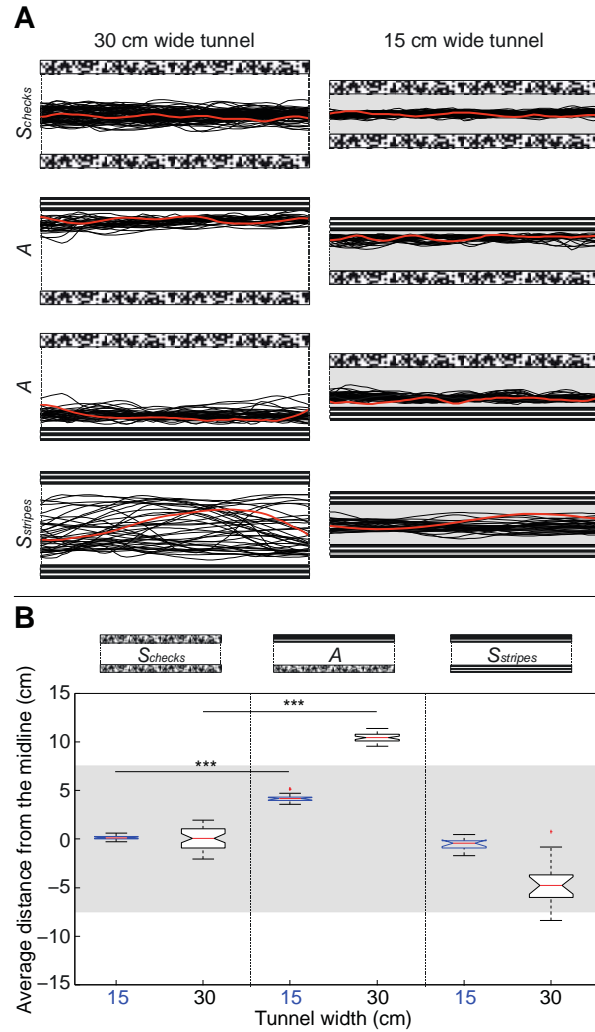 A
30 cm wide tunnel
15 cm wide tunnel
Schecks
A
A
Sstripes
B
Schecks
A
Sstripes
Average distance from the midline (cm)
15
10
5
0
−5
−10
−15
***
***
15
30
15
30
15
30
Tunnel width (cm)